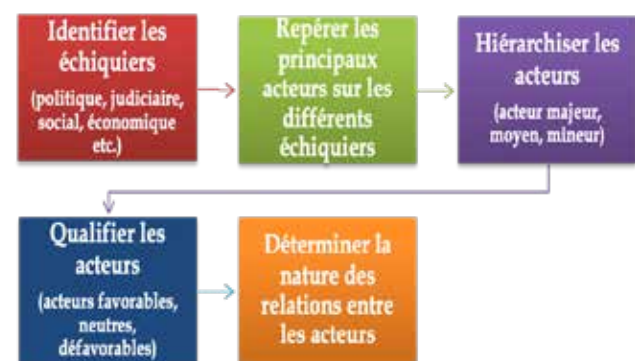 Identifier les
échiquiers
(politique, judiciaire,
social, économique
etc.)
Repérer les
principaux
acteurs sur les
différents
échiquiers
Hiérarchiser les
acteurs
(acteur majeur,
moyen, mineur)
Qualifier les
acteurs
(acteurs favorables,
neutres,
défavorables)
Déterminer la
nature des
relations entre
les acteurs